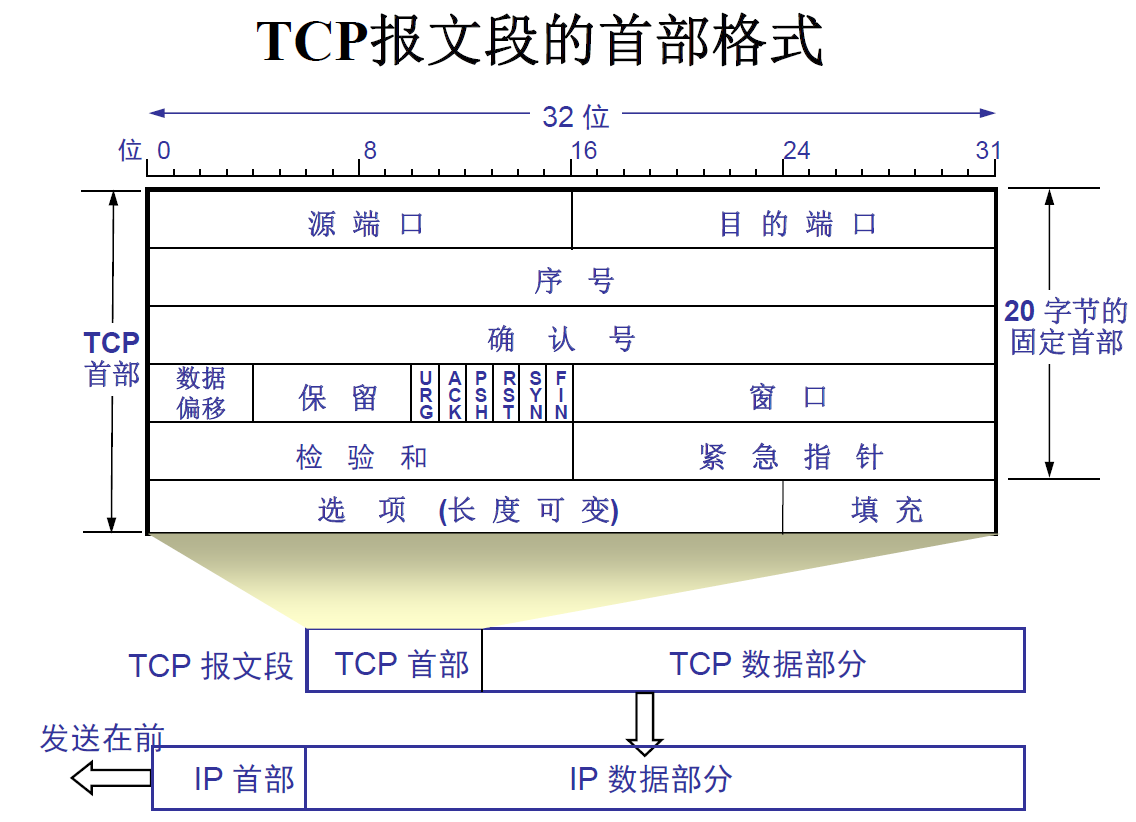 TCP报文段的首部格式
32 位
位 0 8 16 24 31
源端口 目的端口
序号
确认号
TCP
首部
20 字节的
固定首部
数据
偏移
保留
URG
ACK
PSH
RST
SYN
FIN
窗口
检验和 紧急指针
选项 (长度可变) 填充
TCP 报文段 TCP 首部 TCP 数据部分
发送在前
IP 首部 IP 数据部分